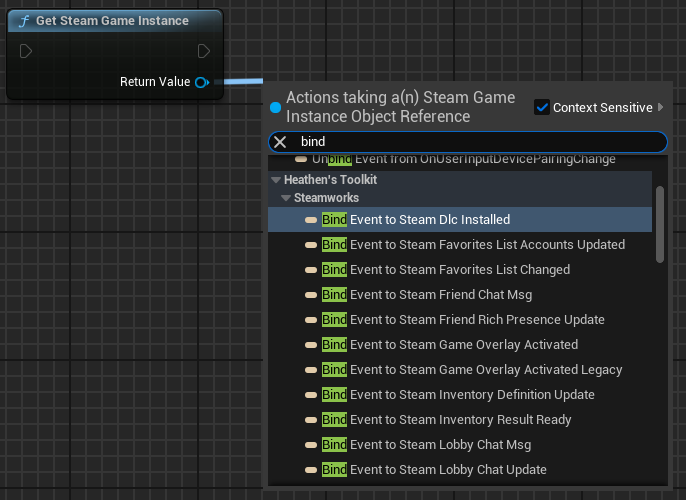 f Get Steam Game Instance
Return Value
Actions taking a(n) Steam Game
Instance Object Reference
Context Sensitive
bind
Unbind Event from OnUserInputDevicePairingChange
Heathen's Toolkit
Steamworks
Bind Event to Steam Dlc Installed
Bind Event to Steam Favorites List Accounts Updated
Bind Event to Steam Favorites List Changed
Bind Event to Steam Friend Chat Msg
Bind Event to Steam Friend Rich Presence Update
Bind Event to Steam Game Overlay Activated
Bind Event to Steam Game Overlay Activated Legacy
Bind Event to Steam Inventory Definition Update
Bind Event to Steam Inventory Result Ready
Bind Event to Steam Lobby Chat Msg
Bind Event to Steam Lobby Chat Update